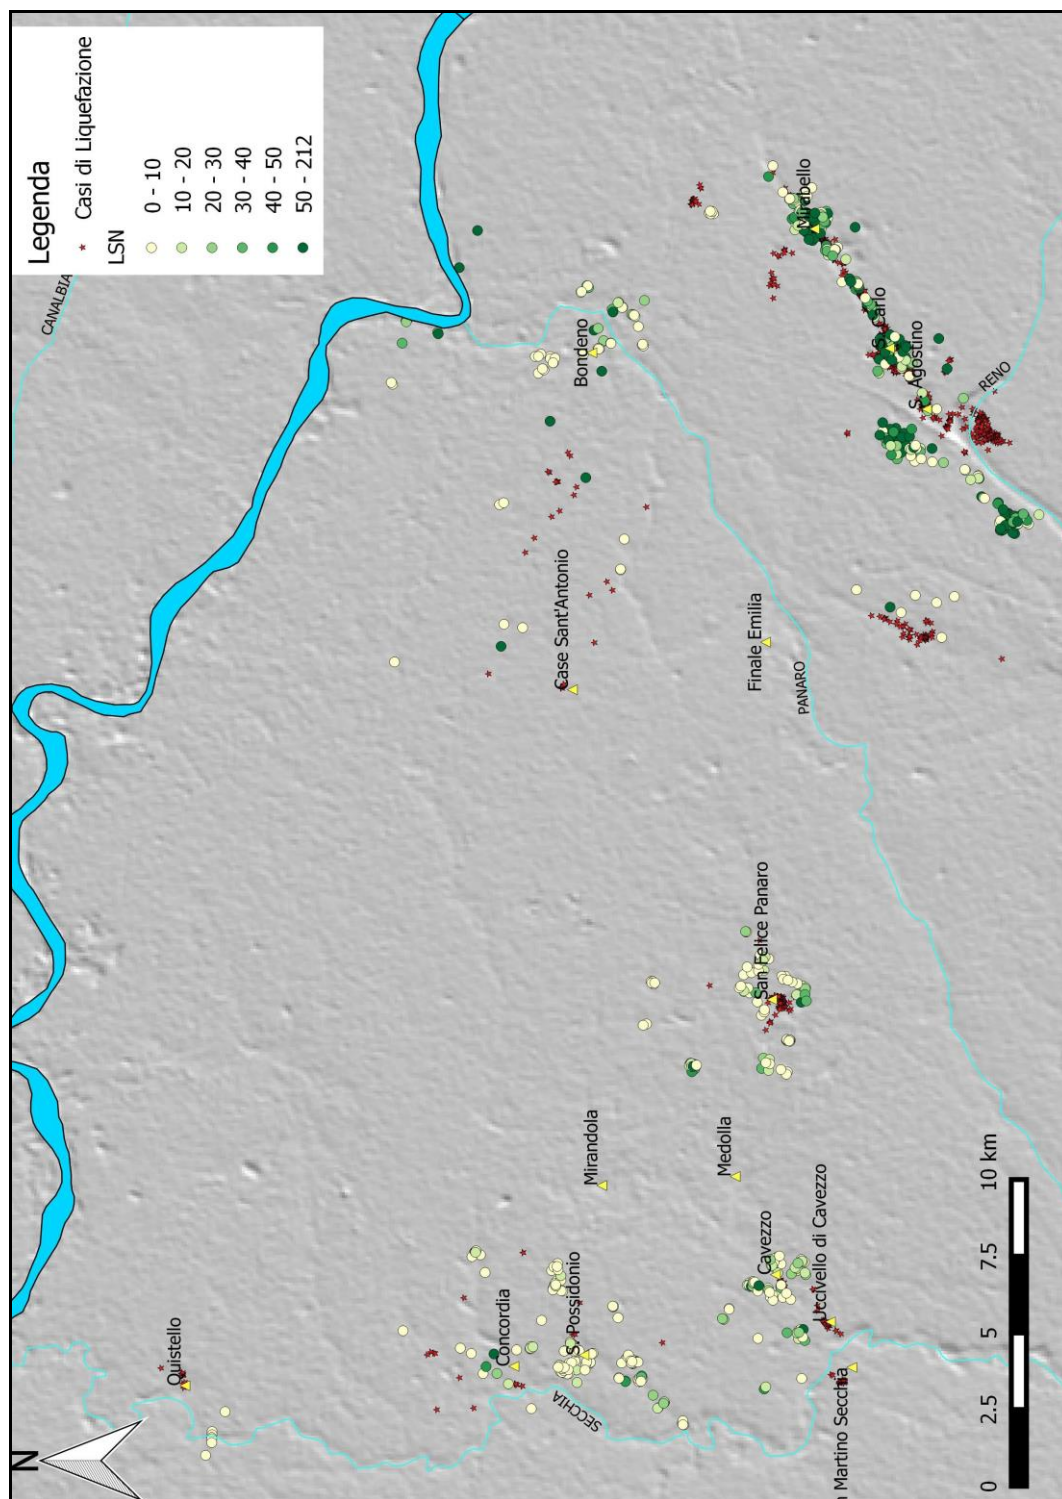 Legenda
Casi di Liquefazione
LSN
0 - 10
10 - 20
20 - 30
30 - 40
40 - 50
50 - 212
CANALBIA
N
Quistello
Concordia
S. Possidonio
SECCHIA
Mirandola
Medolla
Cavezzo
Uccivello di Cavezzo
Martino Secchia
San Felice Panaro
Case Sant'Antonio
Finale Emilia
PANARO
Bondeno
Mirabello
S. Carlo
S. Agostino
RENO
0
2.5
5
7.5
10 km